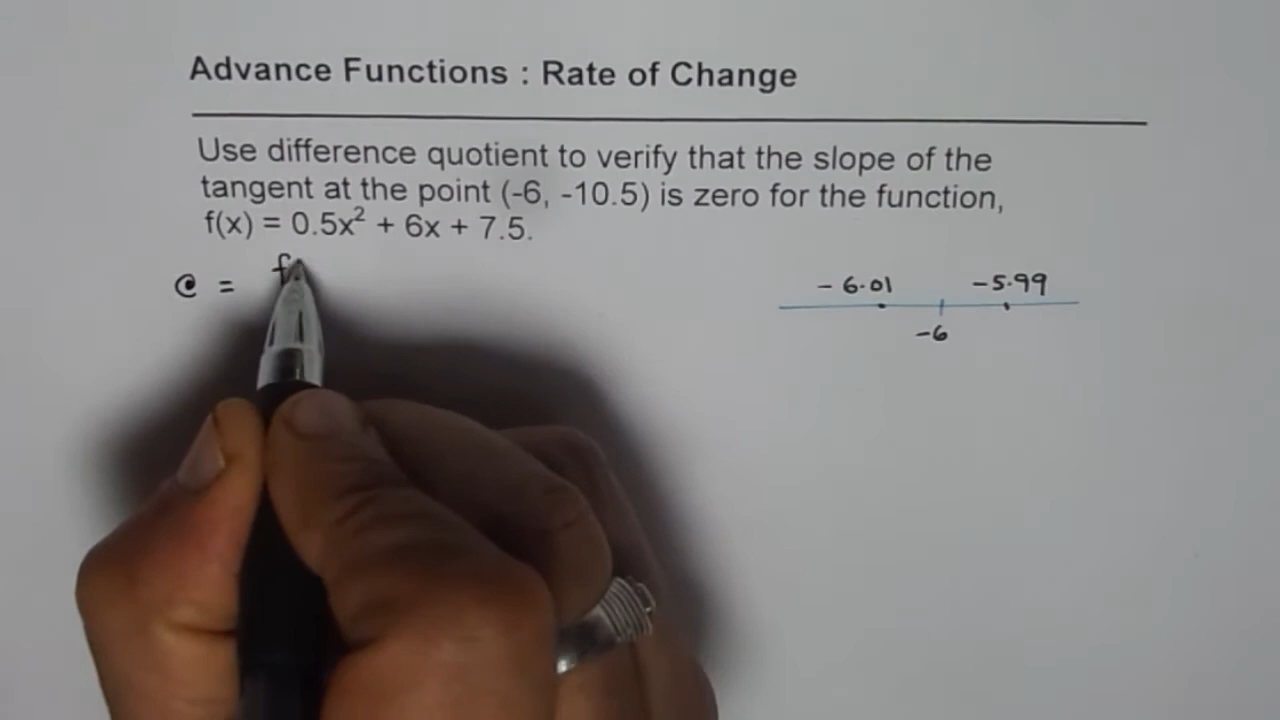 Advance Functions : Rate of Change
Use difference quotient to verify that the slope of the
tangent at the point (-6, -10.5) is zero for the function,
f(x) = 0.5x² + 6x + 7.5.
@ = f
- 6.01 -5.99
-6